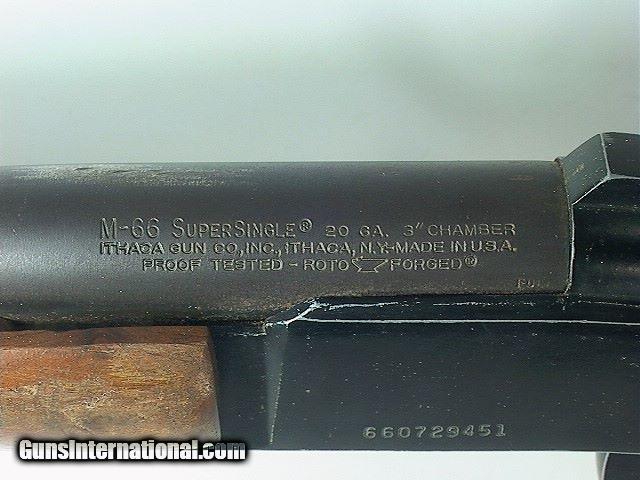 M-66 SUPERSINGLE® 20 GA. 3" CHAMBER
ITHACA GUN CO, INC., ITHACA, N.Y.-MADE IN U.S.A.
PROOF TESTED - ROTO FORGED®
660729451
GunsInternational.com